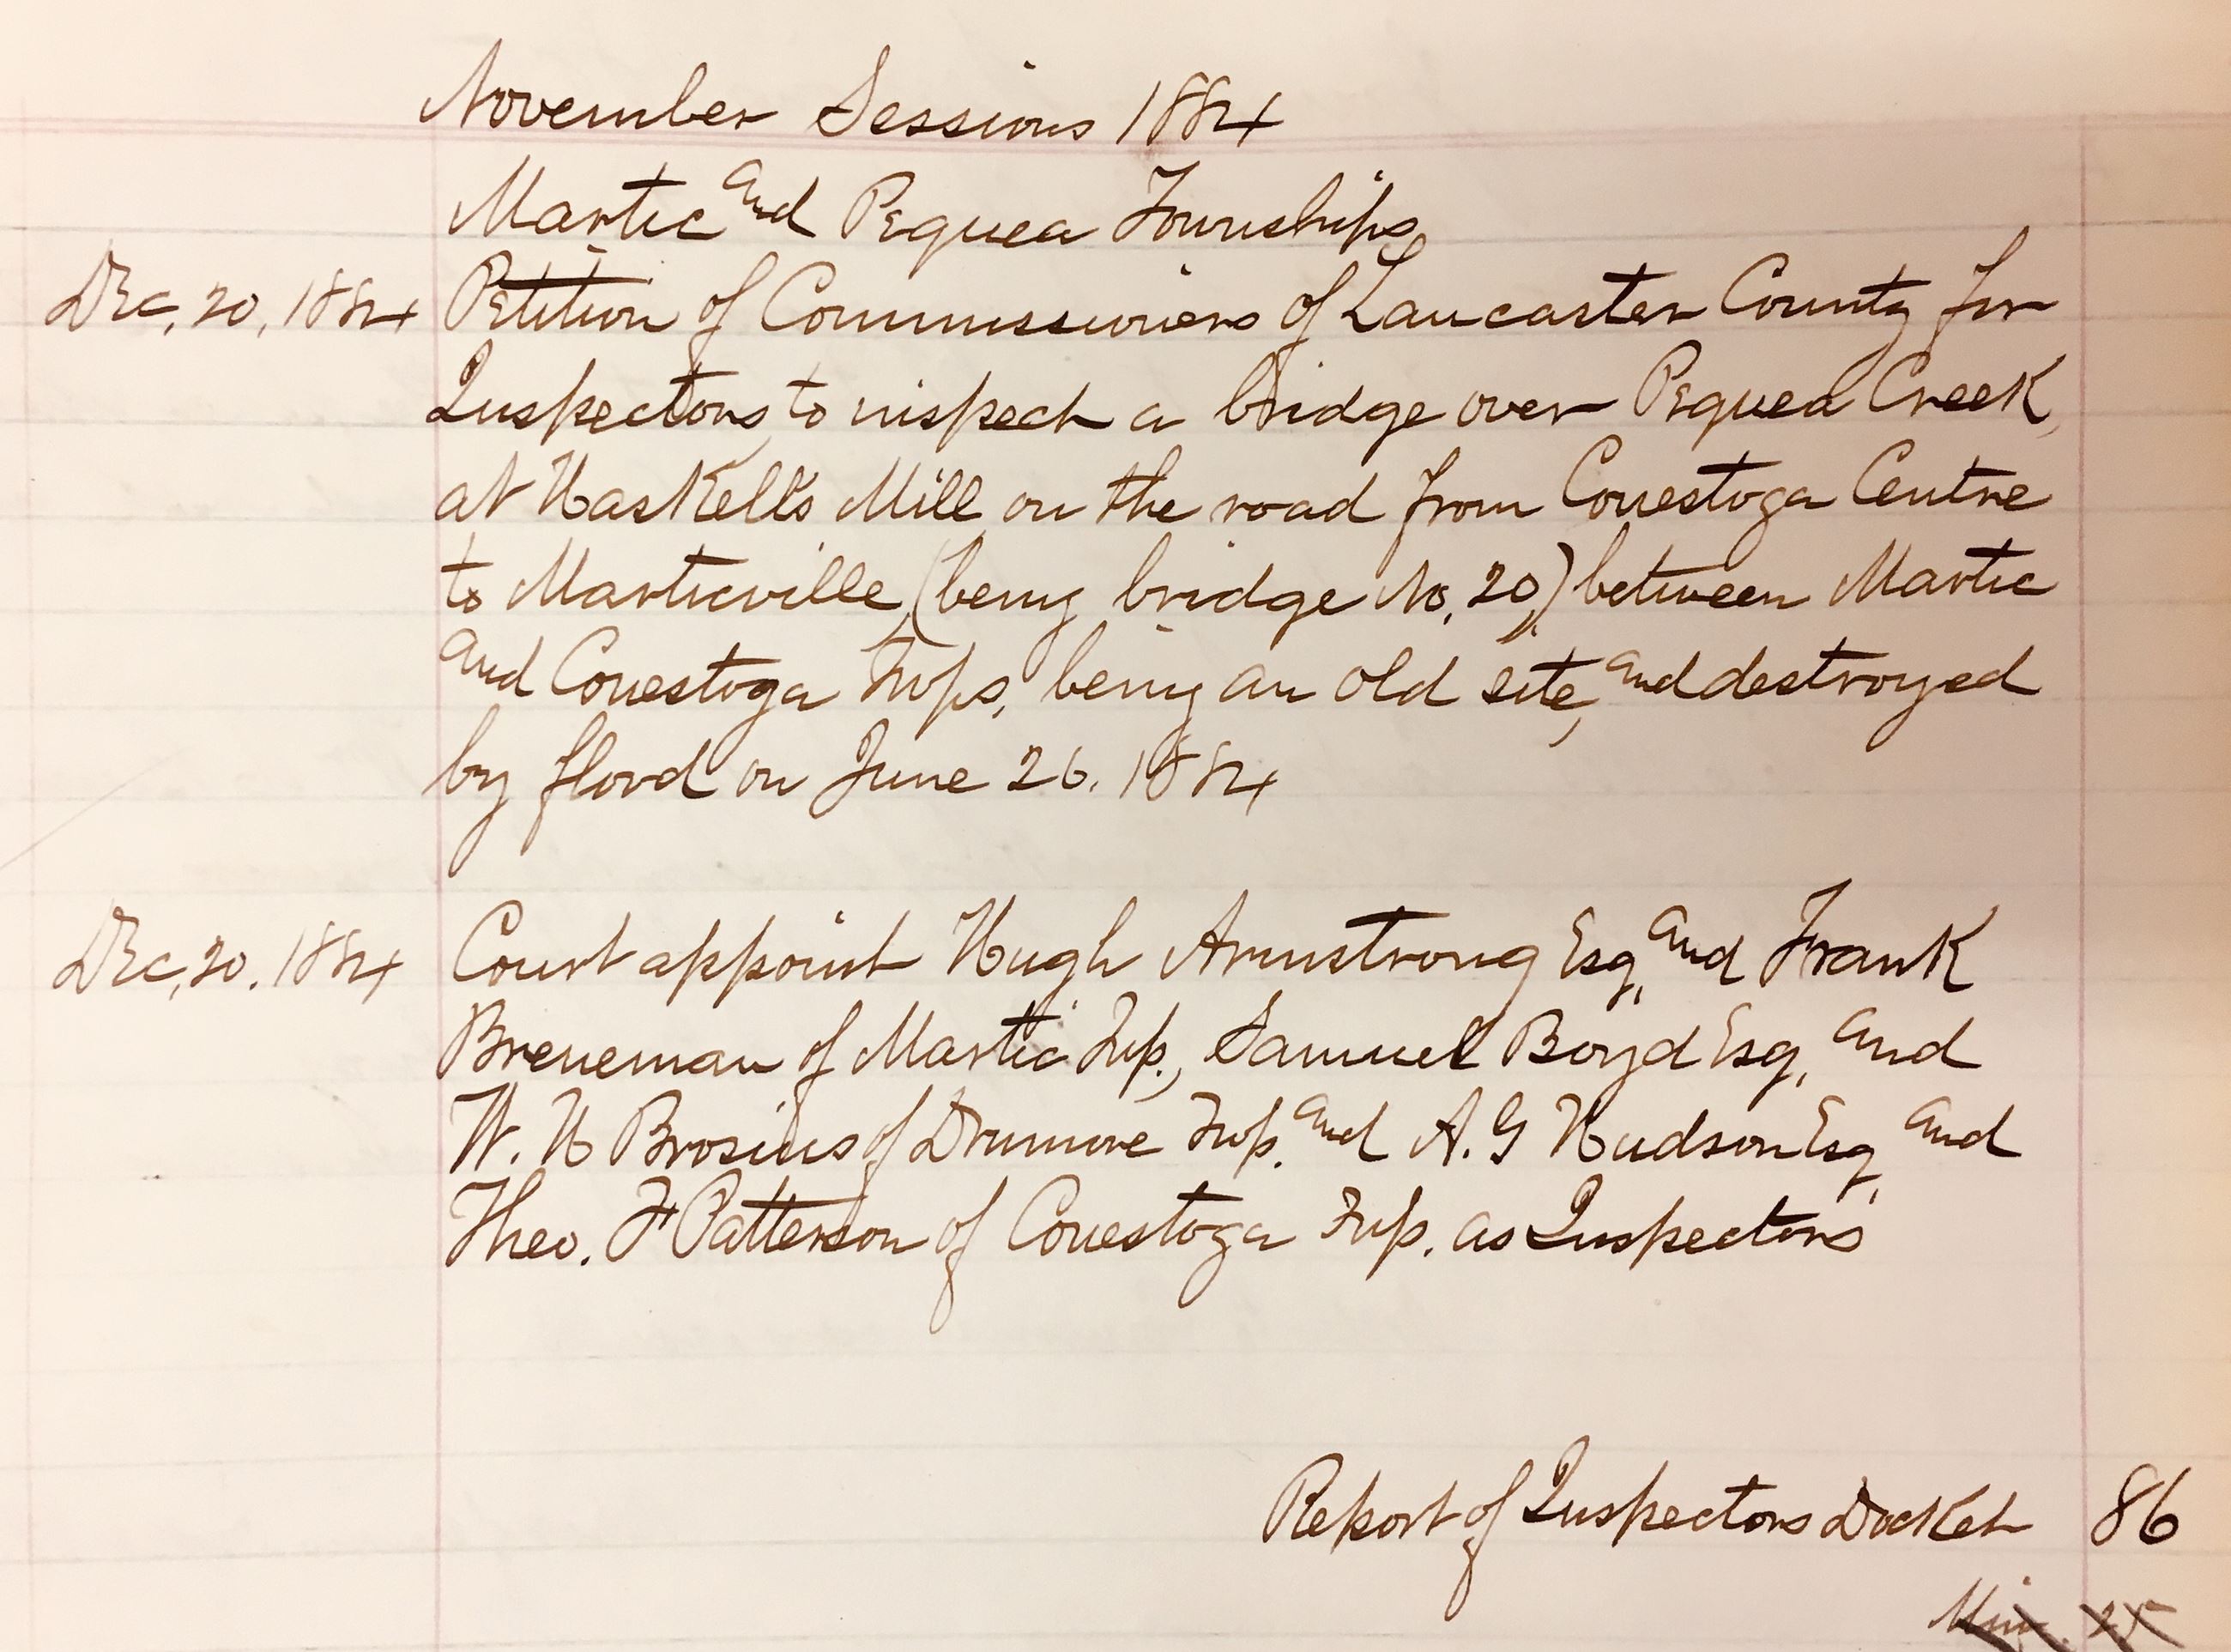 November Sessions 1884
Martic and Pequea Townships
Dec. 20, 1884 Petition of Commissioners of Lancaster County for
Inspectors, to inspect a bridge over Pequea Creek,
at Haskell's Mill on the road from Conestoga Centre
to Marticville, (being bridge No. 20,) between Martic
and Conestoga Twps, being an old site, and destroyed
by flood on June 26. 1884
Dec, 20. 1884 Court appoint Hugh Armstrong Esq, and Frank
Breneman of Martic Twp., Samuel Boyd Esq, and
W. H Brosius of Drumore Twp. and A. G Hudson Esq, and
Theo. F Patterson of Conestoga Twp. as Inspectors
Report of Inspectors Docket 86
25